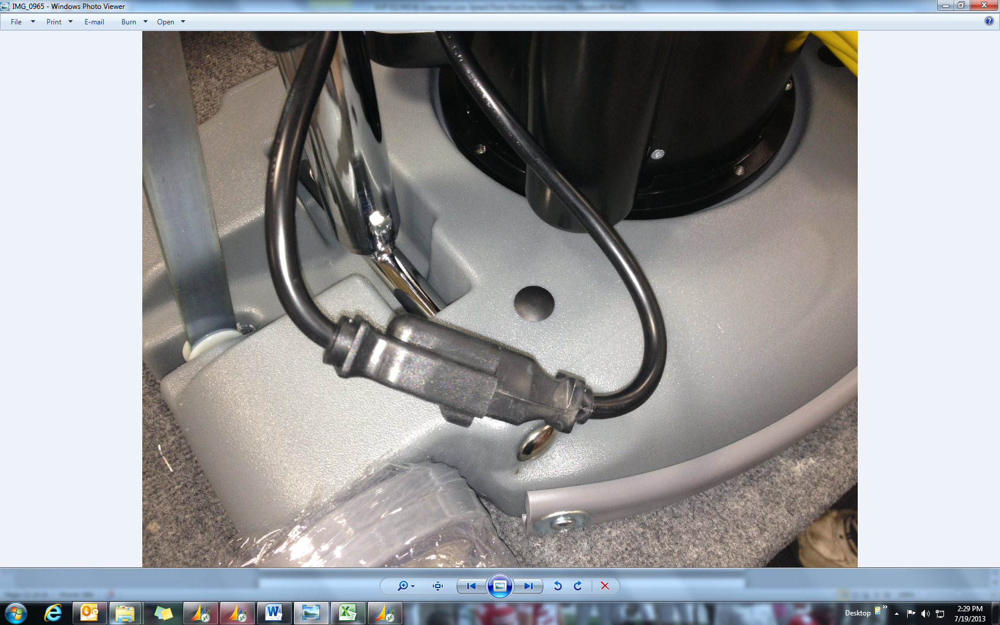 IMG_0965 - Windows Photo Viewer
File Print E-mail Burn Open
Desktop
2:29 PM
7/19/2013